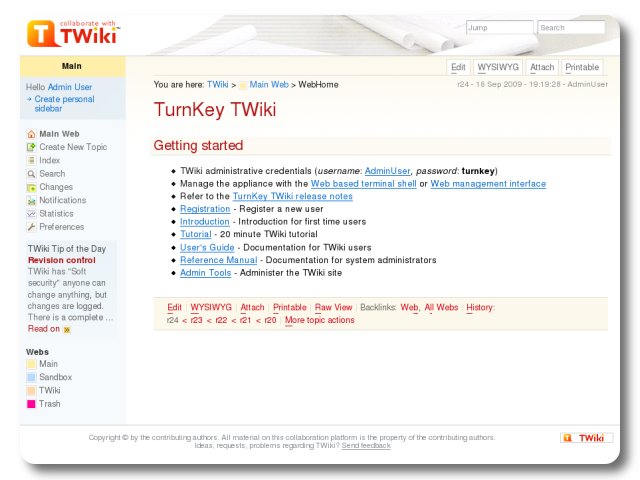 collaborate with
TWiki™
Jump
Search
Main
Edit WYSIWYG Attach Printable
Hello Admin User
Create personal
sidebar
You are here: TWiki > Main Web > WebHome
r24 - 16 Sep 2009 - 19:19:28 - AdminUser
TurnKey TWiki
Main Web
Create New Topic
Index
Search
Changes
Notifications
Statistics
Preferences
Getting started
TWiki administrative credentials (username: AdminUser, password: turnkey)
Manage the appliance with the Web based terminal shell or Web management interface
Refer to the TurnKey TWiki release notes
Registration - Register a new user
Introduction - Introduction for first time users
Tutorial - 20 minute TWiki tutorial
User's Guide - Documentation for TWiki users
Reference Manual - Documentation for system administrators
Admin Tools - Administer the TWiki site
TWiki Tip of the Day
Revision control
TWiki has "Soft
security" anyone can
change anything, but
changes are logged.
There is a complete ...
Read on »
Edit | WYSIWYG | Attach | Printable | Raw View | Backlinks: Web, All Webs | History:
r24 < r23 < r22 < r21 < r20 | More topic actions
Webs
Main
Sandbox
TWiki
Trash
Copyright © by the contributing authors. All material on this collaboration platform is the property of the contributing authors.
Ideas, requests, problems regarding TWiki? Send feedback
TWiki